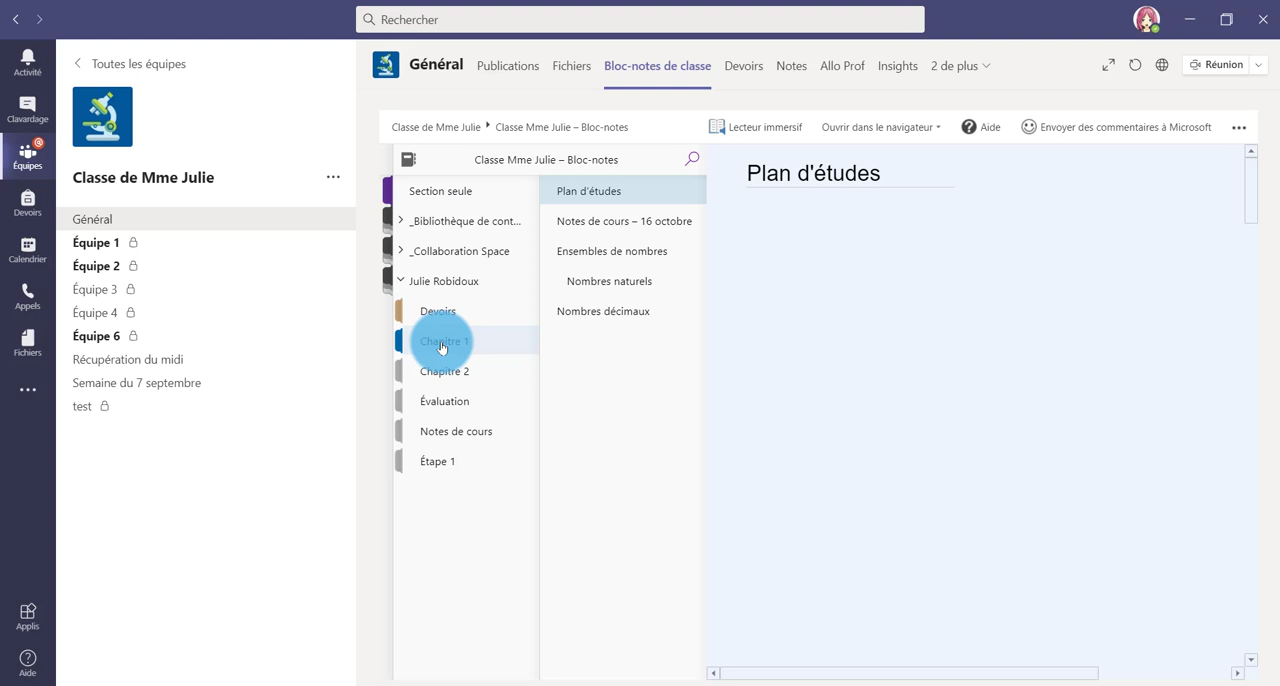 Rechercher
Activité
Clavardage
Équipes
Devoirs
Calendrier
Appels
Fichiers
Applis
Aide
Toutes les équipes
Classe de Mme Julie
Général
Équipe 1
Équipe 2
Équipe 3
Équipe 4
Équipe 6
Récupération du midi
Semaine du 7 septembre
test
Général Publications Fichiers Bloc-notes de classe Devoirs Notes Allo Prof Insights 2 de plus Réunion
Classe de Mme Julie Classe Mme Julie – Bloc-notes Lecteur immersif Ouvrir dans le navigateur Aide Envoyer des commentaires à Microsoft
Classe Mme Julie – Bloc-notes
Section seule
_Bibliothèque de cont...
_Collaboration Space
Julie Robidoux
Devoirs
Chapitre 1
Chapitre 2
Évaluation
Notes de cours
Étape 1
Plan d'études
Notes de cours – 16 octobre
Ensembles de nombres
Nombres naturels
Nombres décimaux
Plan d'études